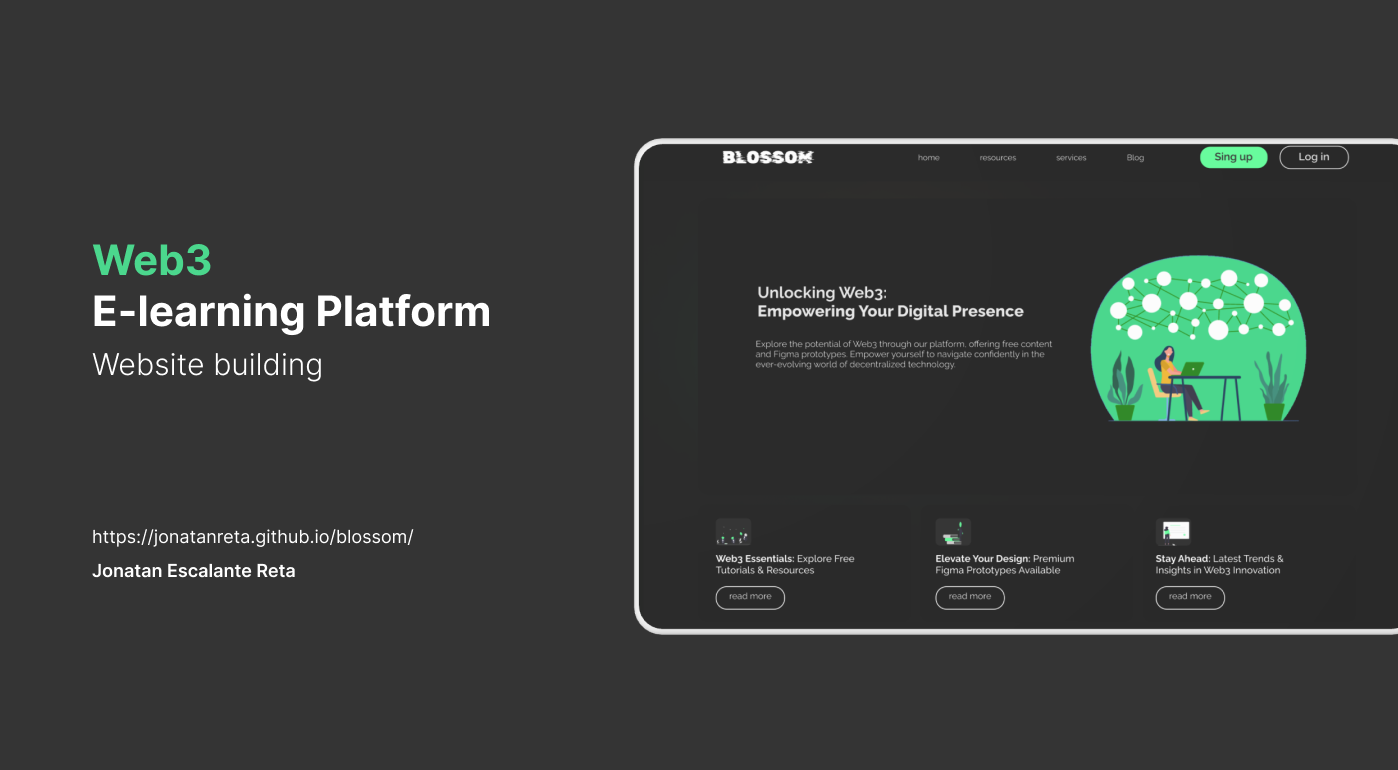 Web3
E-learning Platform
Website building
https://jonatanreta.github.io/blossom/
Jonatan Escalante Reta
BLOSSOM
home
resources
services
Blog
Sing up
Log in
Unlocking Web3:
Empowering Your Digital Presence
Explore the potential of Web3 through our platform, offering free content
and Figma prototypes. Empower yourself to navigate confidently in the
ever-evolving world of decentralized technology.
Web3 Essentials: Explore Free
Tutorials & Resources
read more
Elevate Your Design: Premium
Figma Prototypes Available
read more
Stay Ahead: Latest Trends &
Insights in Web3 Innovation
read more